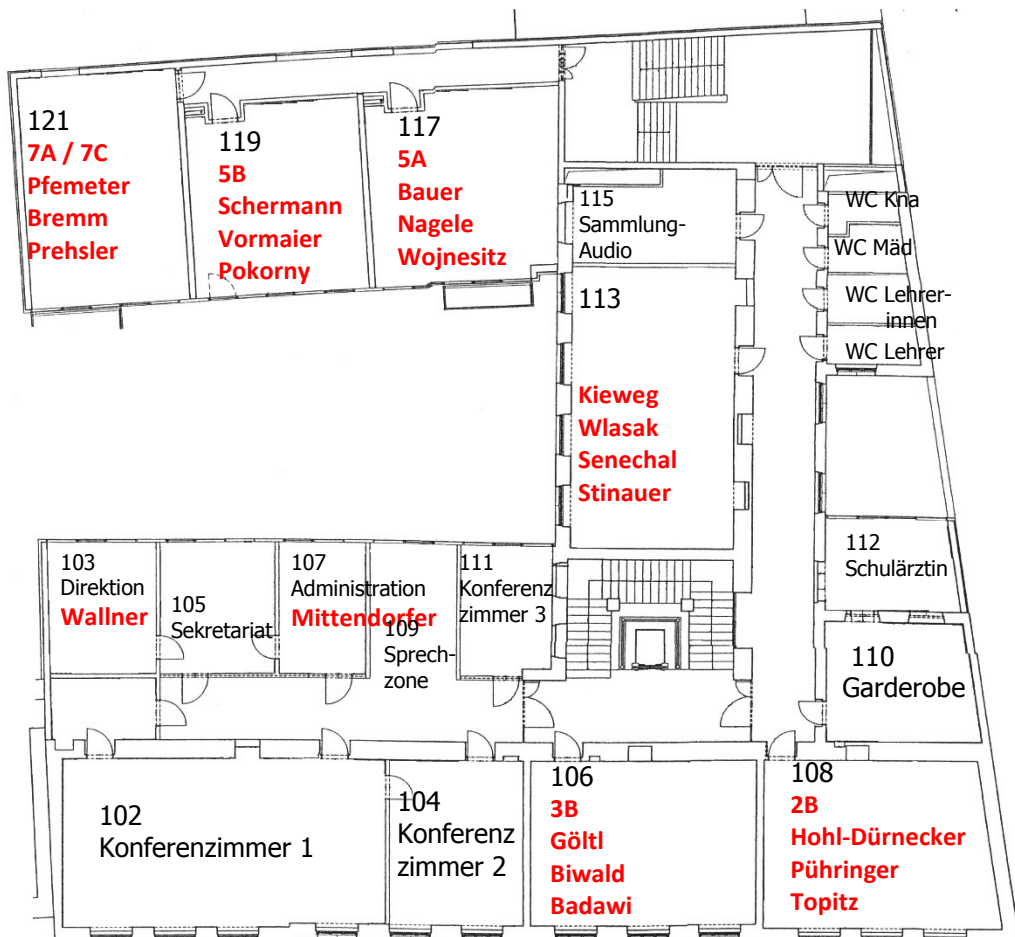 121
7A / 7C
Pfemeter
Bremm
Prehsler
119
5B
Schermann
Vormaier
Pokorny
117
5A
Bauer
Nagele
Wojnesitz
115
Sammlung-
Audio
WC Kna
WC Mäd
WC Lehrer-
innen
WC Lehrer
113
Kieweg
Wlasak
Senechal
Stinauer
103
Direktion
Wallner
105
Sekretariat
107
Administration
Mittendorfer
109
Sprech-
zone
111
Konferenz
zimmer 3
112
Schulärztin
110
Garderobe
102
Konferenzimmer 1
104
Konferenz
zimmer 2
106
3B
Göltl
Biwald
Badawi
108
2B
Hohl-Dürnecker
Pühringer
Topitz